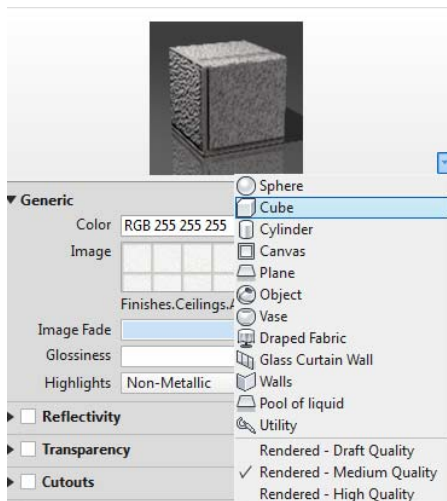 Sphere
Generic
Cube
Color RGB 255 255 255
Cylinder
Image
Canvas
Plane
Object
Finishes.Ceilings.
Vase
Image Fade
Draped Fabric
Glossiness
Glass Curtain Wall
Highlights Non-Metallic
Walls
Pool of liquid
Reflectivity
Utility
Transparency
Rendered - Draft Quality
Rendered - Medium Quality
Cutouts
Rendered - High Quality